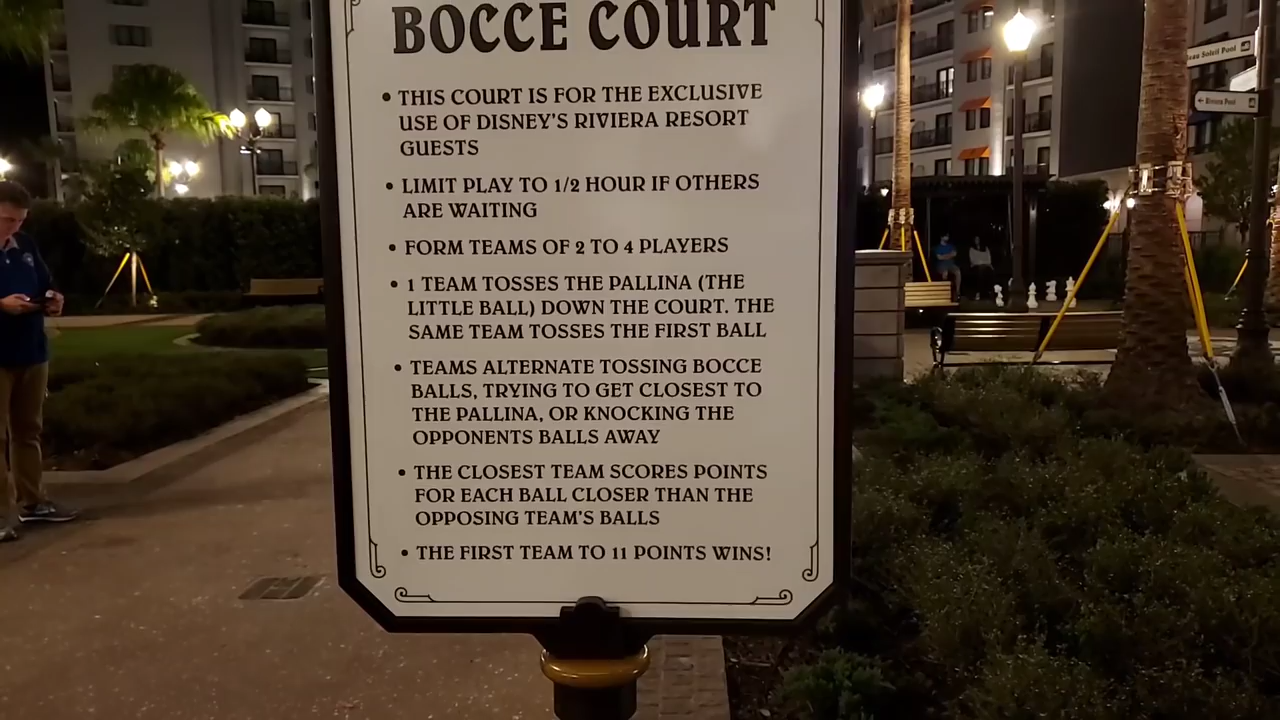 BOCCE COURT
• THIS COURT IS FOR THE EXCLUSIVE
USE OF DISNEY'S RIVIERA RESORT
GUESTS
• LIMIT PLAY TO 1/2 HOUR IF OTHERS
ARE WAITING
• FORM TEAMS OF 2 TO 4 PLAYERS
• 1 TEAM TOSSES THE PALLINA (THE
LITTLE BALL) DOWN THE COURT. THE
SAME TEAM TOSSES THE FIRST BALL
• TEAMS ALTERNATE TOSSING BOCCE
BALLS, TRYING TO GET CLOSEST TO
THE PALLINA, OR KNOCKING THE
OPPONENTS BALLS AWAY
• THE CLOSEST TEAM SCORES POINTS
FOR EACH BALL CLOSER THAN THE
OPPOSING TEAM'S BALLS
• THE FIRST TEAM TO 11 POINTS WINS!
Soleil Pool
Pool